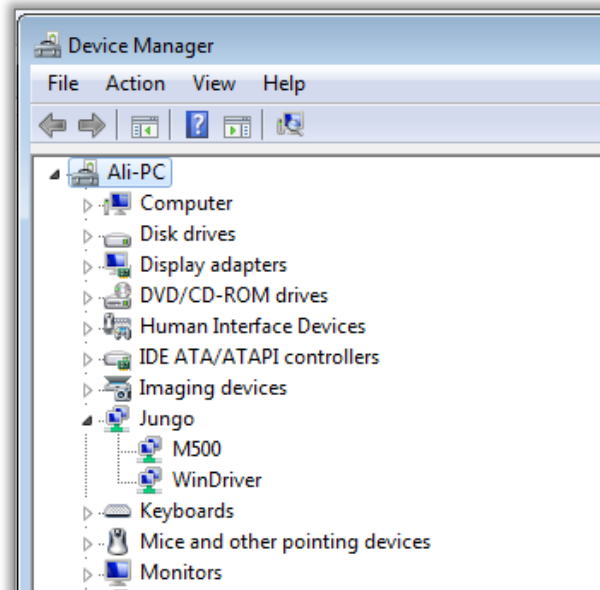 Device Manager
File Action View Help
Ali-PC
Computer
Disk drives
Display adapters
DVD/CD-ROM drives
Human Interface Devices
IDE ATA/ATAPI controllers
Imaging devices
Jungo
M500
WinDriver
Keyboards
Mice and other pointing devices
Monitors